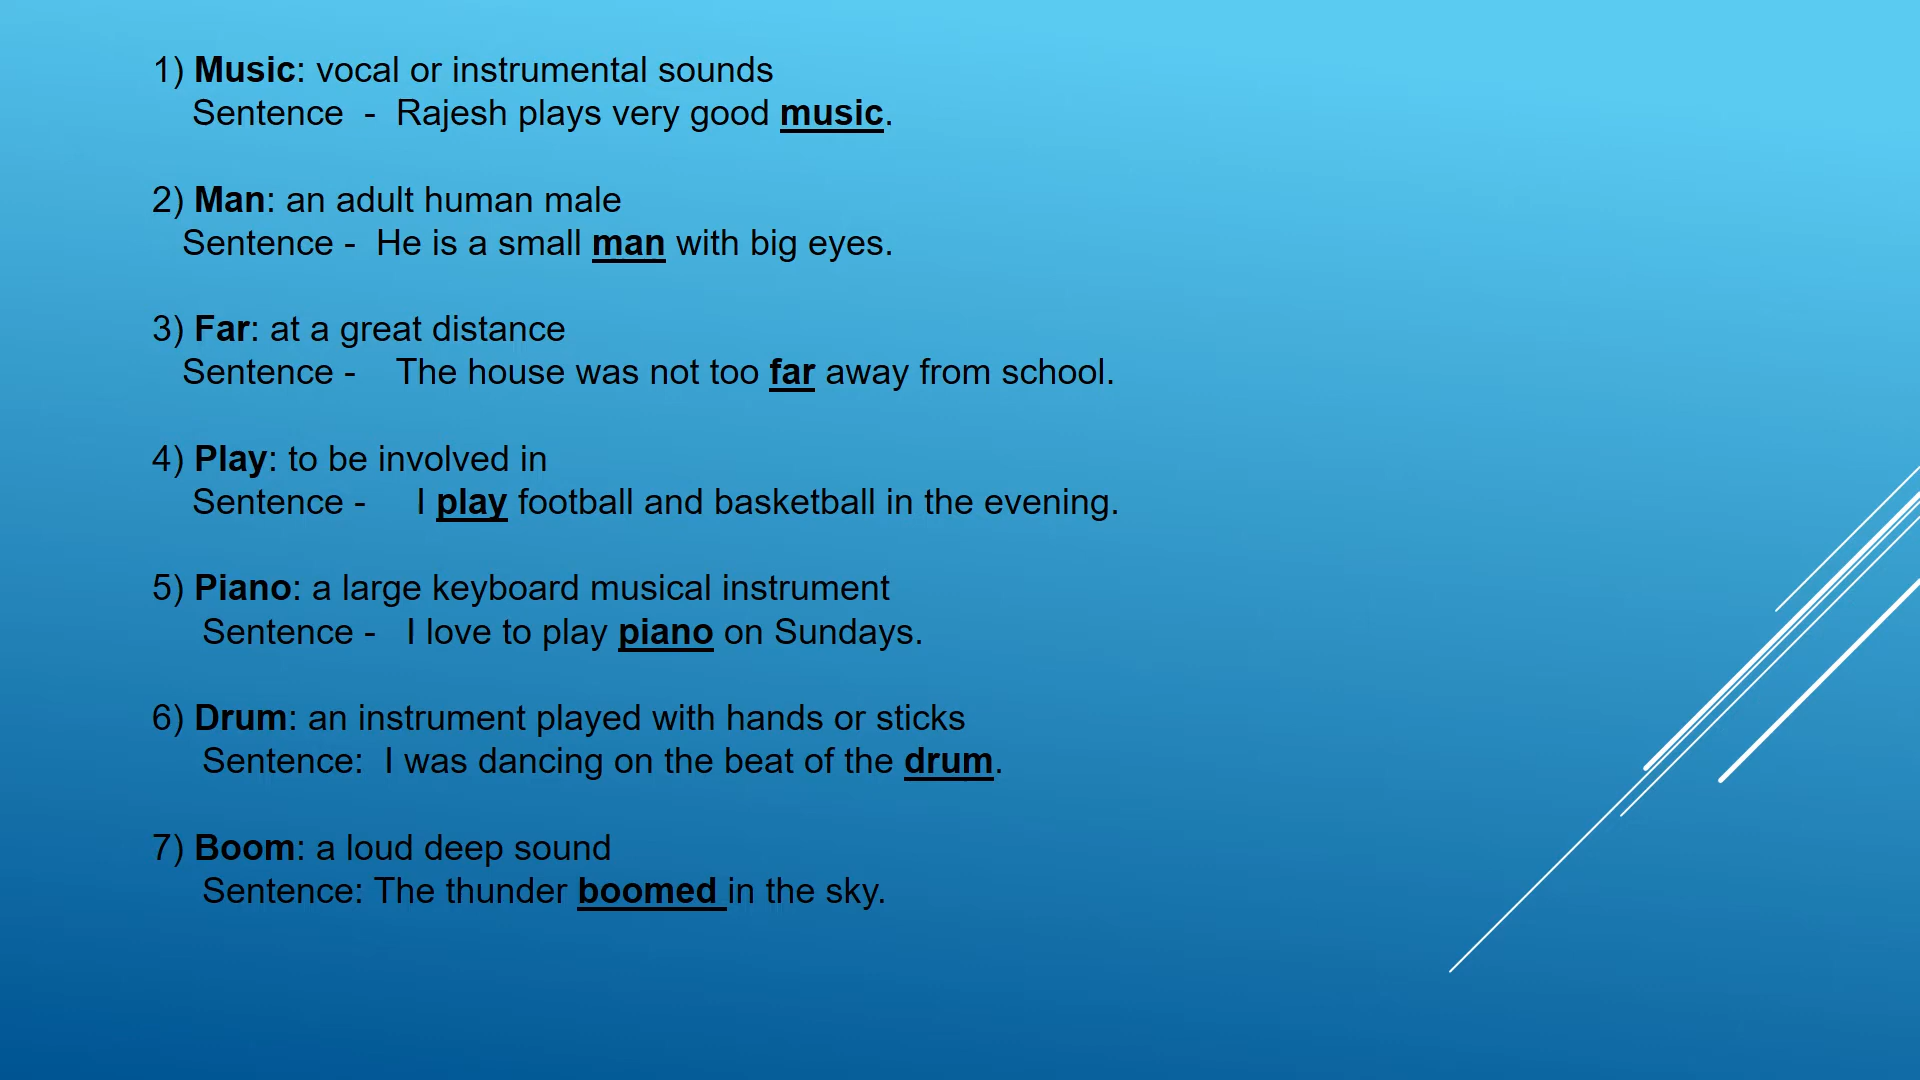 1) Music: vocal or instrumental sounds
Sentence - Rajesh plays very good music.
2) Man: an adult human male
Sentence - He is a small man with big eyes.
3) Far: at a great distance
Sentence - The house was not too far away from school.
4) Play: to be involved in
Sentence - I play football and basketball in the evening.
5) Piano: a large keyboard musical instrument
Sentence - I love to play piano on Sundays.
6) Drum: an instrument played with hands or sticks
Sentence: I was dancing on the beat of the drum.
7) Boom: a loud deep sound
Sentence: The thunder boomed in the sky.